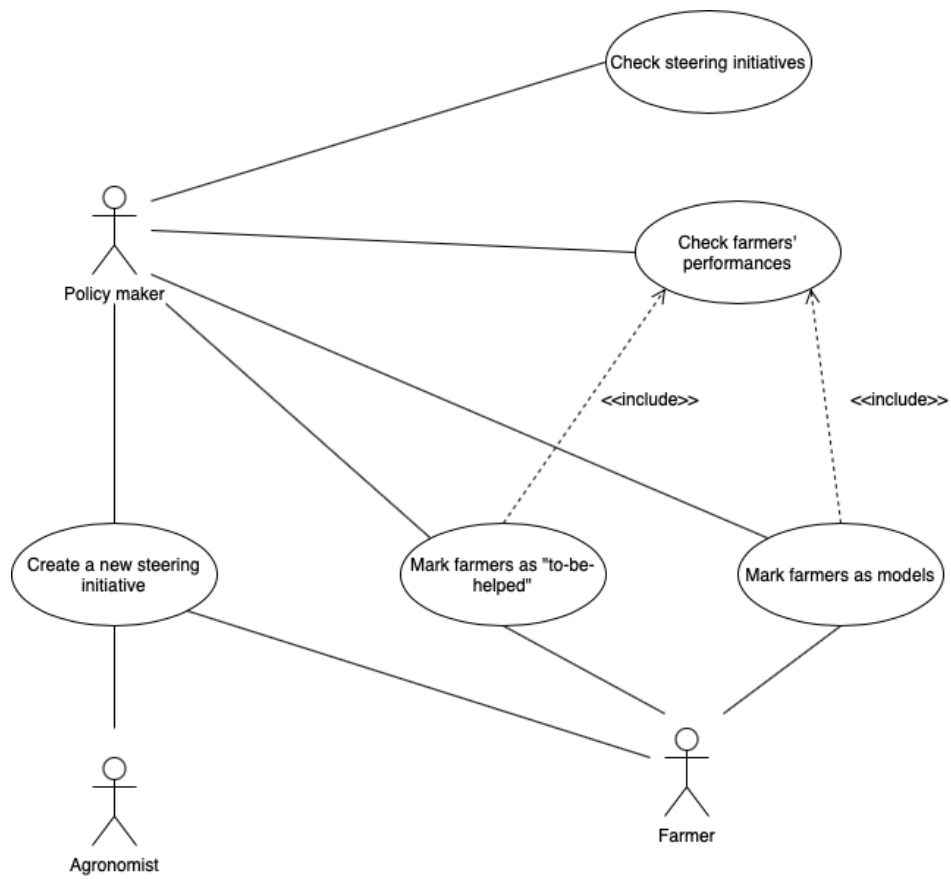 Check steering initiatives
Check farmers'
performances
Policy maker
<<include>>
<<include>>
Create a new steering
initiative
Mark farmers as "to-be-
helped"
Mark farmers as models
Farmer
Agronomist